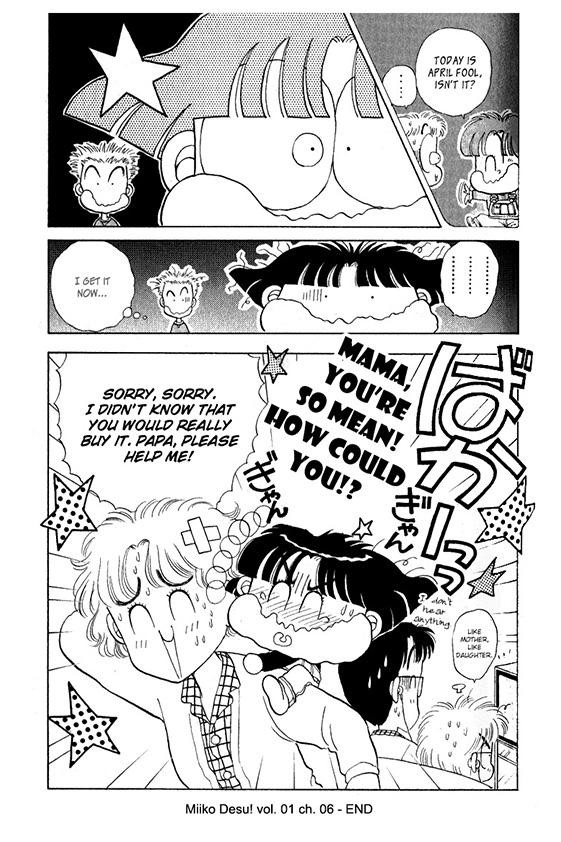 TODAY IS
APRIL FOOL,
ISN'T IT?
....
........
I GET IT
NOW...
MAMA,
YOU'RE
SO MEAN!
HOW COULD
YOU!?
ばかーっっ
SORRY, SORRY.
I DIDN'T KNOW THAT
YOU WOULD REALLY
BUY IT. PAPA, PLEASE
HELP ME!
ぎゃん
ぎゃん
I don't
hear
anything
LIKE
MOTHER,
LIKE
DAUGHTER.
Miiko Desu! vol. 01 ch. 06 - END